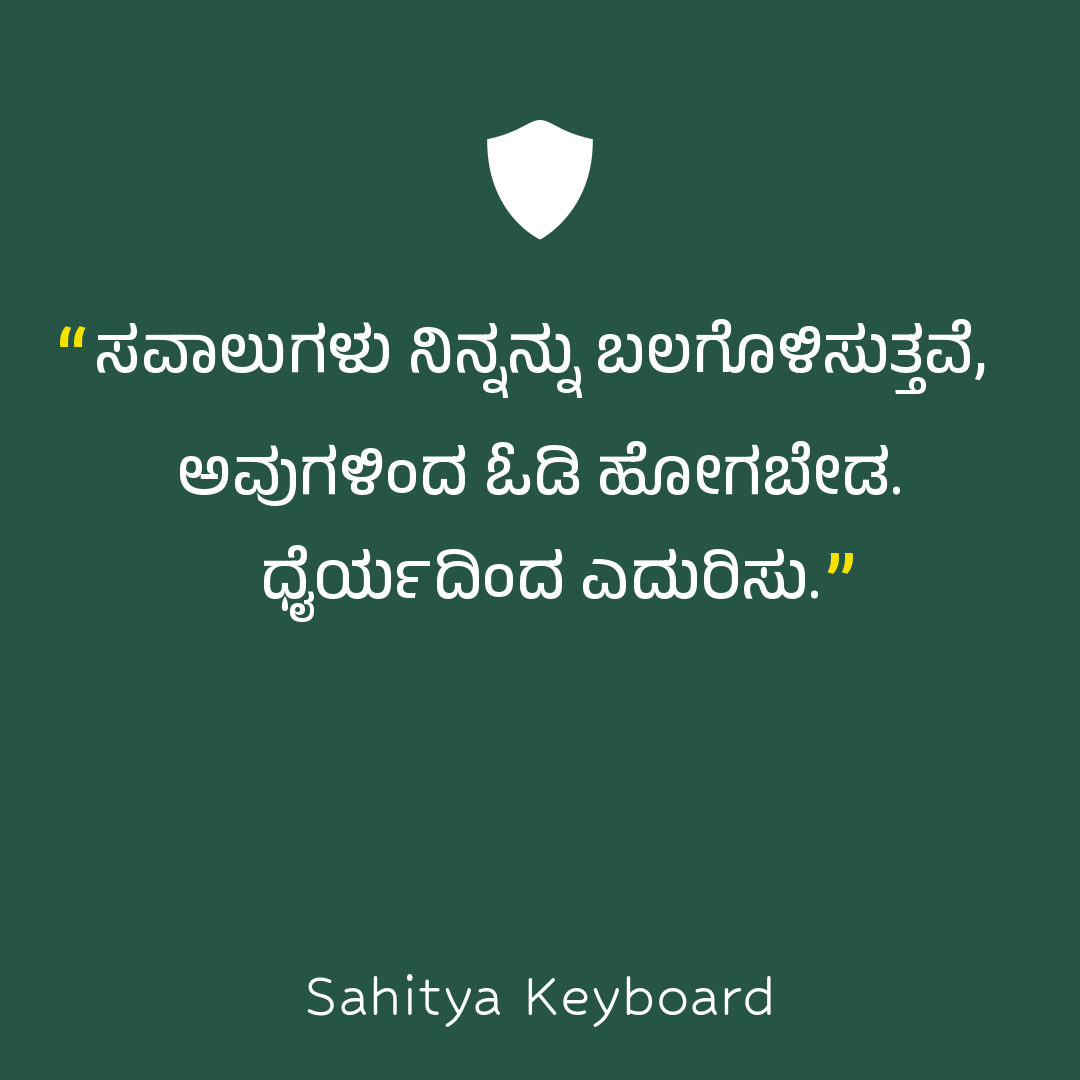 “ಸವಾಲುಗಳು ನಿನ್ನನ್ನು ಬಲಗೊಳಿಸುತ್ತವೆ,
ಅವುಗಳಿಂದ ಓಡಿ ಹೋಗಬೇಡ.
ಧೈರ್ಯದಿಂದ ಎದುರಿಸು.”
Sahitya Keyboard